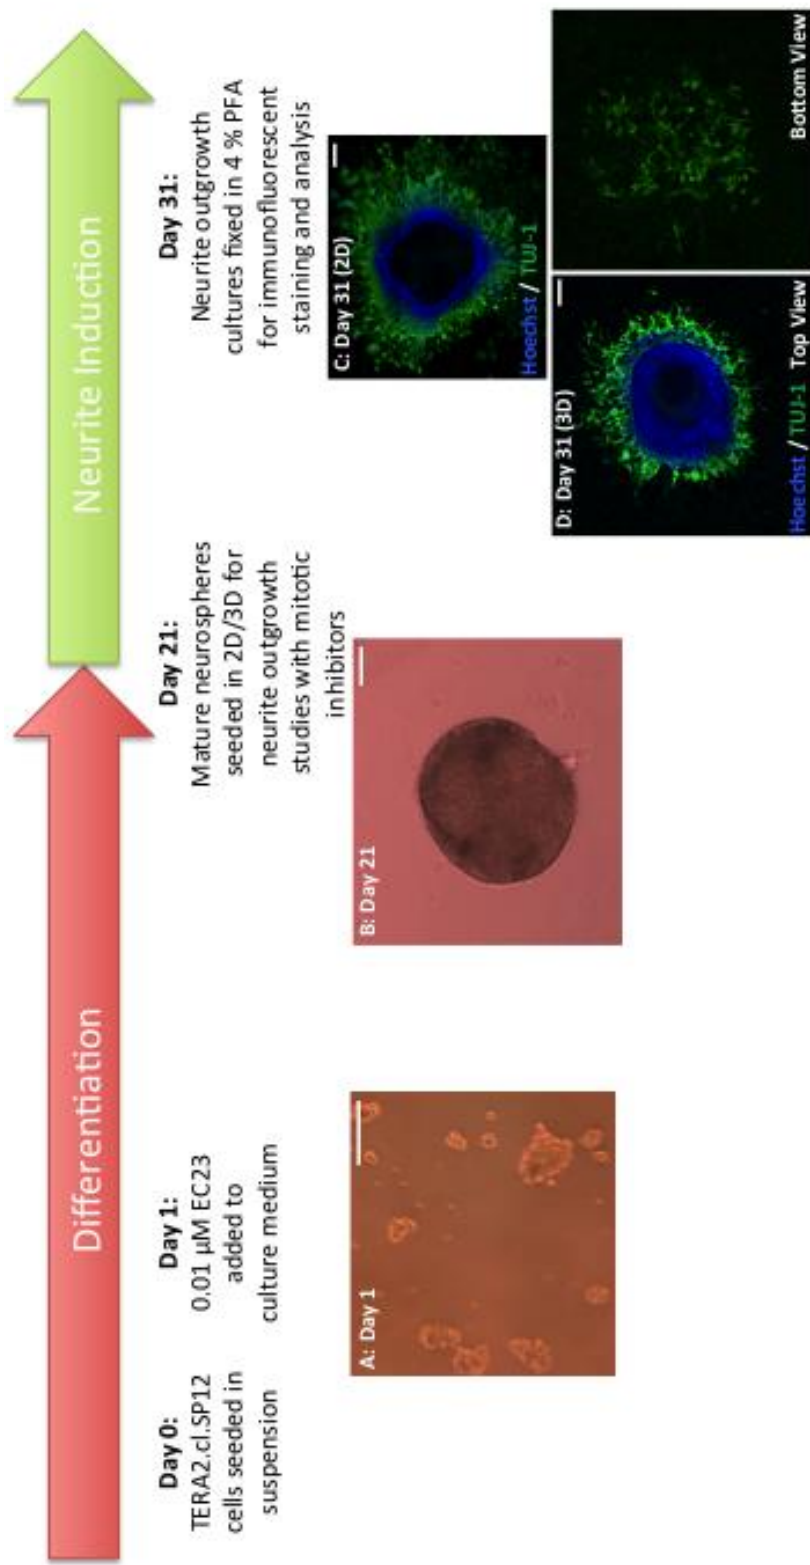 Differentiation
Neurite Induction
Day 0:
TERA2.cl.SP12
cells seeded in
suspension
Day 1:
0.01 µM EC23
added to
culture medium
Day 21:
Mature neurospheres
seeded in 2D/3D for
neurite outgrowth
studies with mitotic
inhibitors
Day 31:
Neurite outgrowth
cultures fixed in 4 % PFA
for immunofluorescent
staining and analysis
A: Day 1
B: Day 21
C: Day 31 (2D)
Hoechst / TUJ-1
D: Day 31 (3D)
Hoechst / TUJ-1 Top View
Bottom View